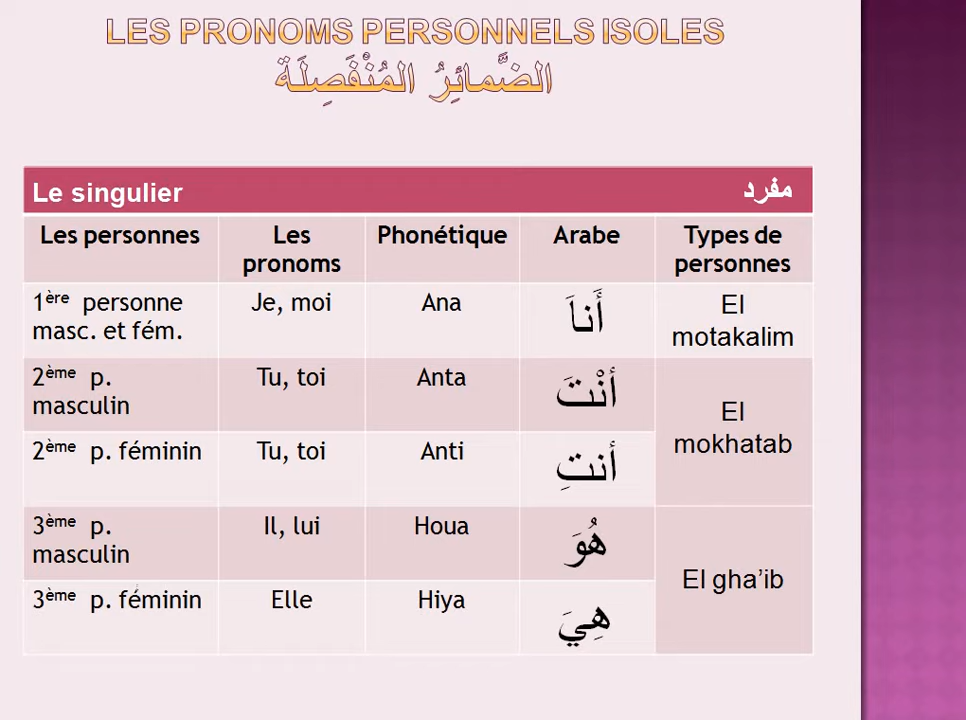 LES PRONOMS PERSONNELS ISOLES
الضَّمائِرُ المُنْفَصِلَة
Le singulier مفرد
Les personnes Les pronoms Phonétique Arabe Types de personnes
1ère personne masc. et fém. Je, moi Ana أَناَ El motakalim
2ème p. masculin Tu, toi Anta أنْتَ El mokhatab
2ème p. féminin Tu, toi Anti أنتِ
3ème p. masculin Il, lui Houa هُوَ El gha’ib
3ème p. féminin Elle Hiya هِيَ